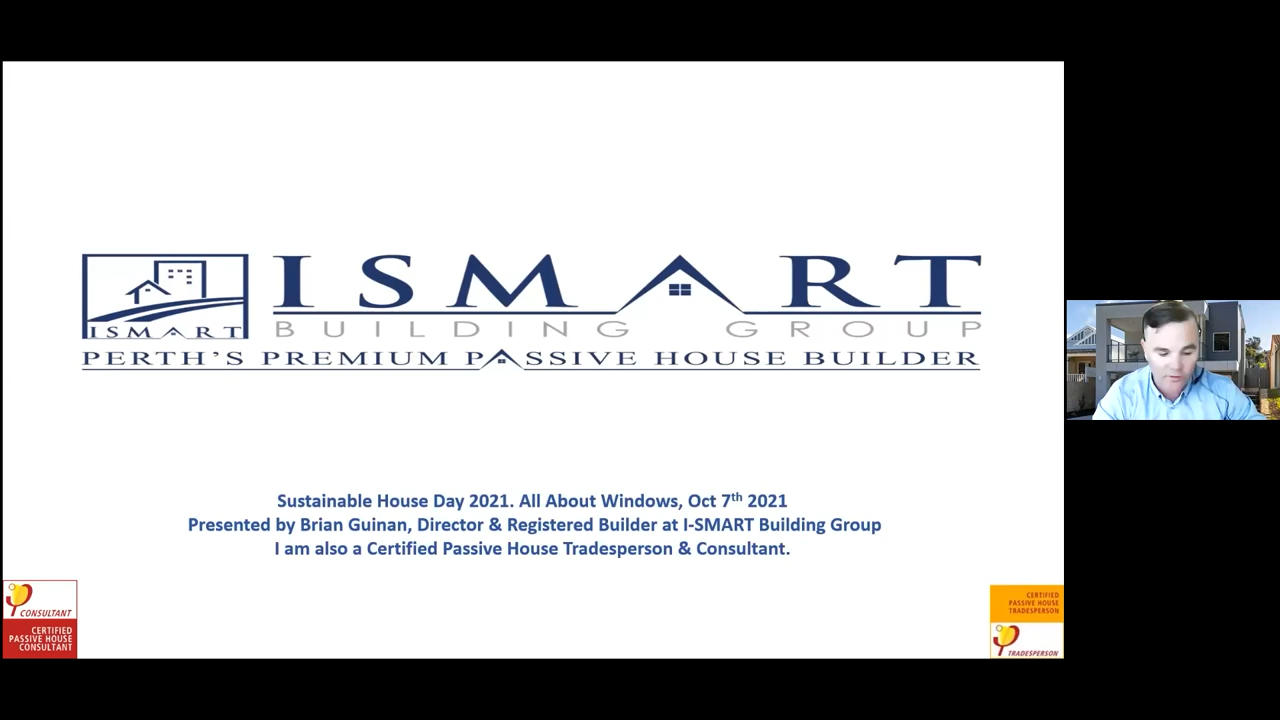 ISMART
ISMART
BUILDING GROUP
PERTH'S PREMIUM PASSIVE HOUSE BUILDER
Sustainable House Day 2021. All About Windows, Oct 7th 2021
Presented by Brian Guinan, Director & Registered Builder at I-SMART Building Group
I am also a Certified Passive House Tradesperson & Consultant.
CONSULTANT
CERTIFIED
PASSIVE HOUSE
CONSULTANT
CERTIFIED
PASSIVE HOUSE
TRADESPERSON
TRADESPERSON